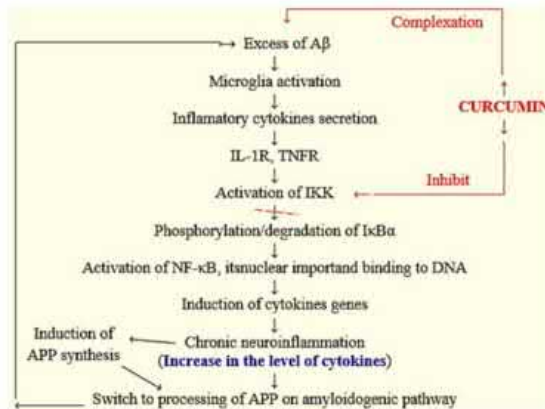 Complexation
Excess of Aβ
Microglia activation
CURCUMIN
Inflamatory cytokines secretion
IL-1R, TNFR
Inhibit
Activation of IKK
Phosphorylation/degradation of IκBα
Activation of NF-κB, itsnuclear importand binding to DNA
Induction of cytokines genes
Induction of
APP synthesis
Chronic neuroinflammation
(Increase in the level of cytokines)
Switch to processing of APP on amyloidogenic pathway